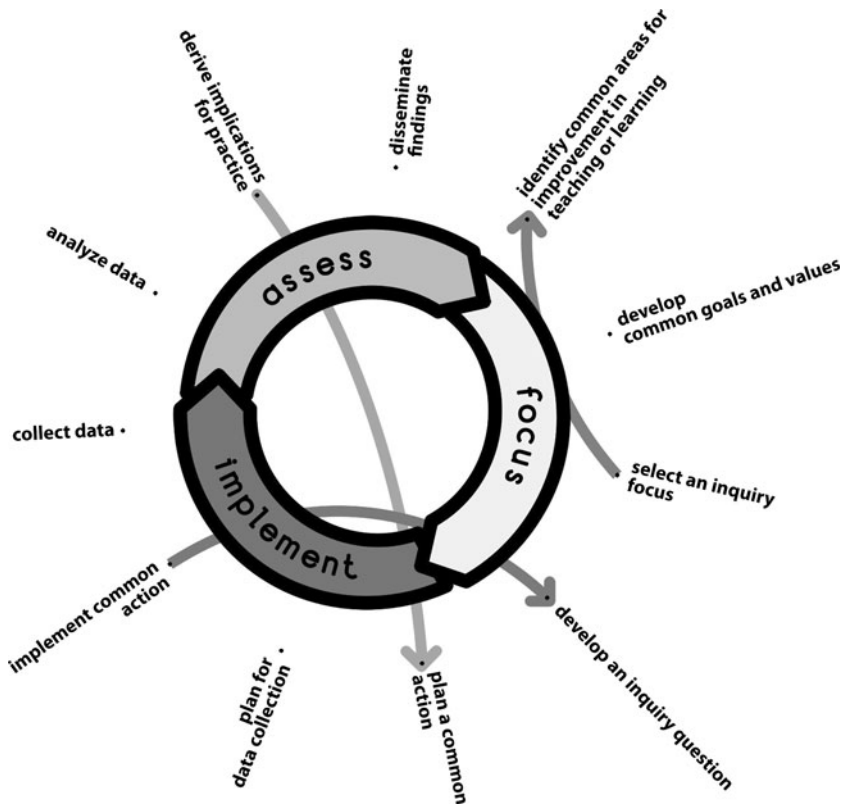 derive implications
for practice
disseminate
findings
identify common areas for
improvement in
teaching or learning
analyze data
assess
develop
common goals and values
focus
collect data
select an inquiry
focus
implement
implement common
action
develop an inquiry question
plan for
data collection
plan a common
action